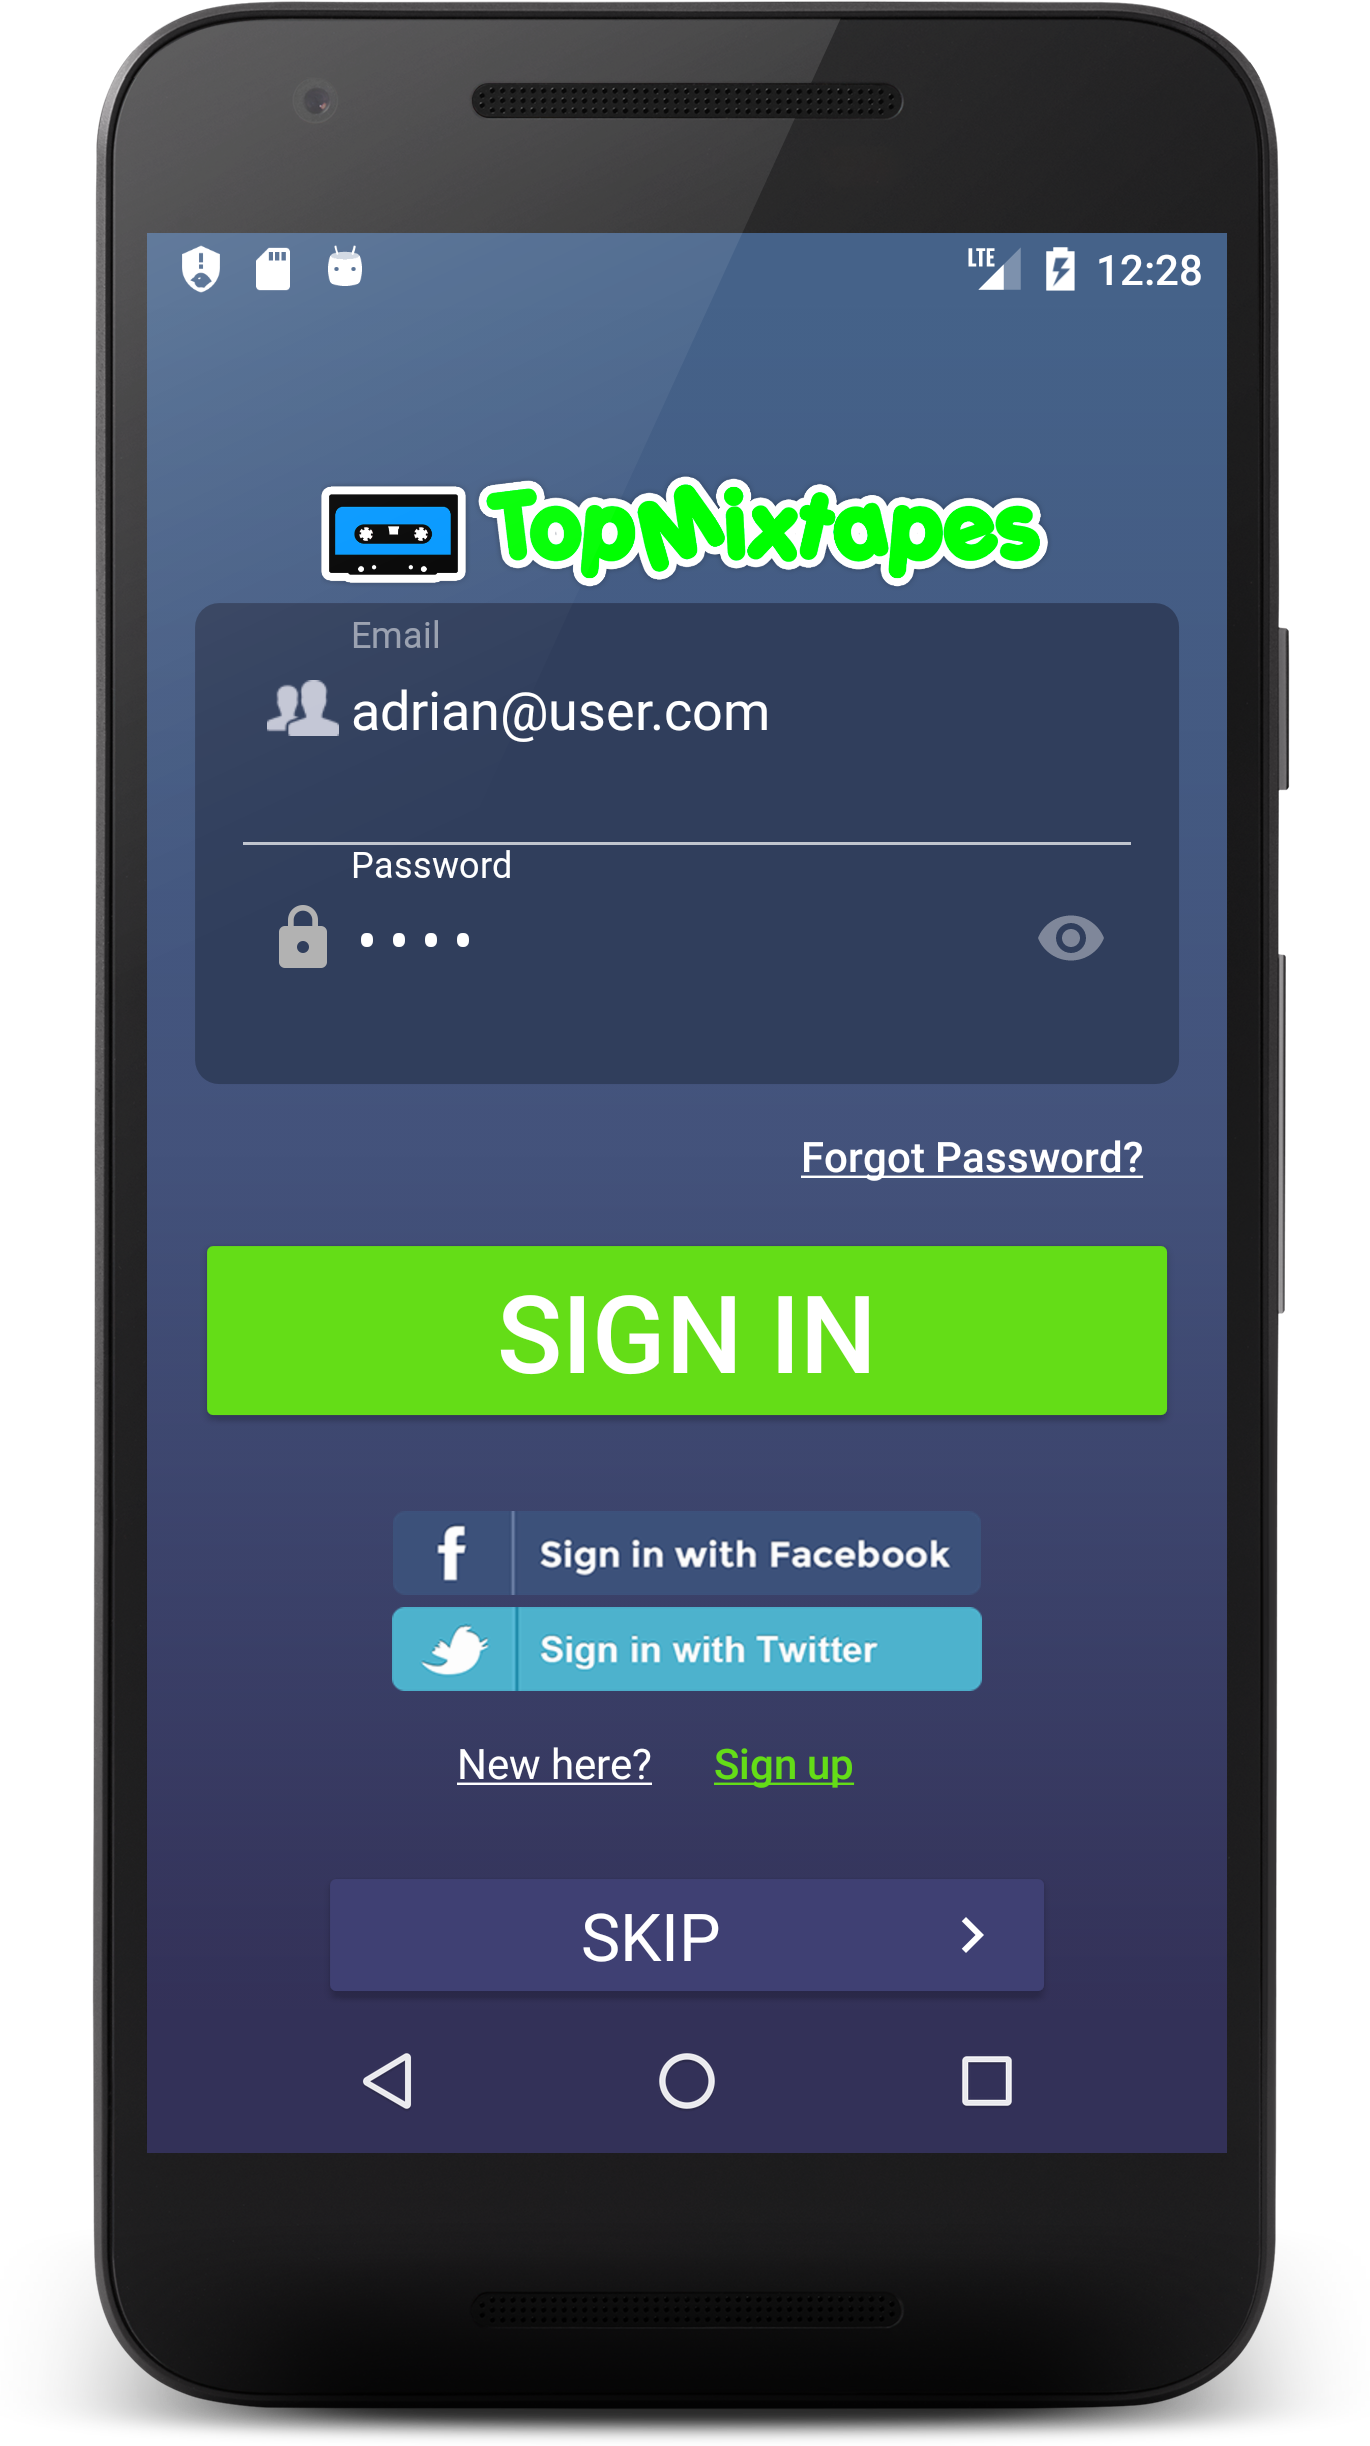 LTE 12:28
TopMixtapes
Email
adrian@user.com
Password
Forgot Password?
SIGN IN
f Sign in with Facebook
Sign in with Twitter
New here? Sign up
SKIP